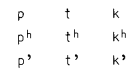 p t k
pʰ tʰ kʰ
p’ t’ k’